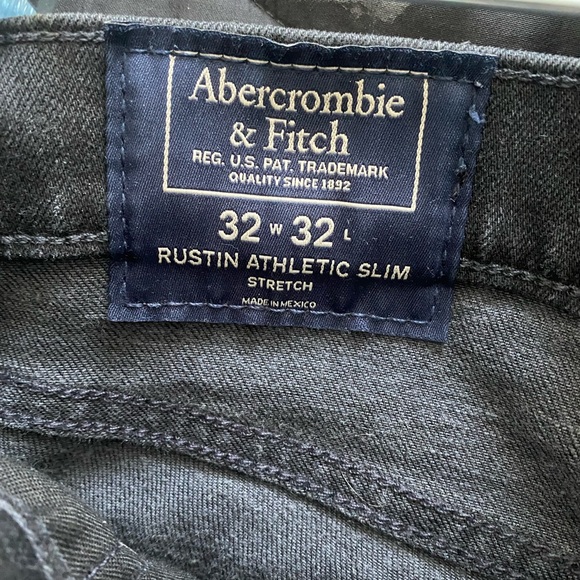 Abercrombie
& Fitch
REG. U.S. PAT. TRADEMARK
QUALITY SINCE 1892
32 W 32 L
RUSTIN ATHLETIC SLIM
STRETCH
MADE IN MEXICO